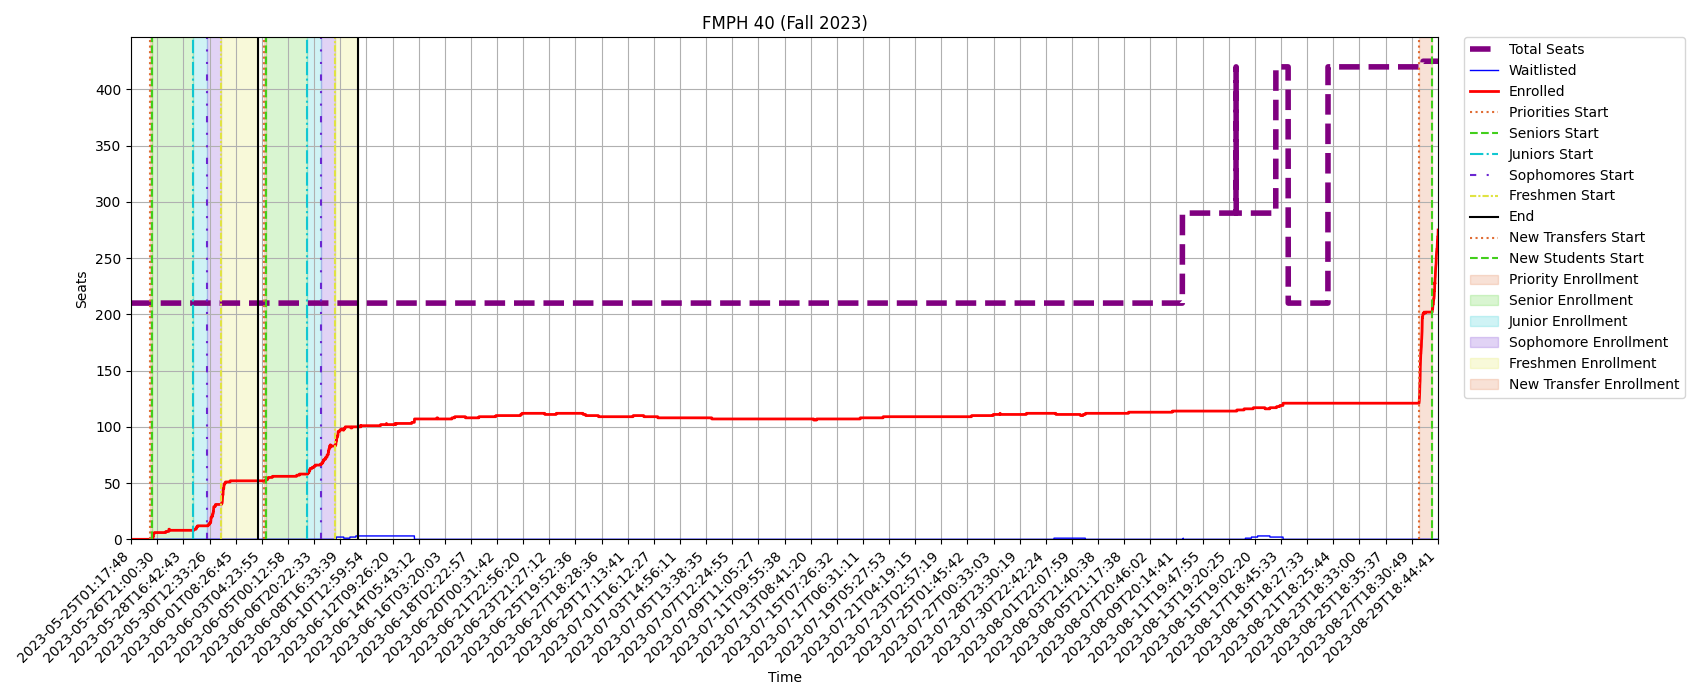 FMPH 40 (Fall 2023)
Seats
400
350
300
250
200
150
100
50
0
2023-05-25T01:17:48
2023-05-26T21:00:30
2023-05-28T16:42:43
2023-05-30T12:33:26
2023-06-01T08:26:45
2023-06-03T04:23:55
2023-06-05T00:12:58
2023-06-06T20:22:33
2023-06-08T16:33:39
2023-06-10T12:59:54
2023-06-12T09:26:20
2023-06-14T05:43:12
2023-06-16T03:20:03
2023-06-18T02:22:57
2023-06-20T00:31:42
2023-06-21T22:56:20
2023-06-23T21:27:12
2023-06-25T19:52:36
2023-06-27T18:28:36
2023-06-29T17:13:41
2023-07-01T16:12:27
2023-07-03T14:56:11
2023-07-05T13:38:35
2023-07-07T12:24:55
2023-07-09T11:05:27
2023-07-11T09:55:38
2023-07-13T08:41:20
2023-07-15T07:26:32
2023-07-17T06:31:11
2023-07-19T05:27:53
2023-07-21T04:19:15
2023-07-23T02:57:19
2023-07-25T01:45:42
2023-07-27T00:33:03
2023-07-28T23:30:19
2023-07-30T22:42:24
2023-08-01T22:07:59
2023-08-03T21:40:38
2023-08-05T21:17:38
2023-08-07T20:46:02
2023-08-09T20:14:41
2023-08-11T19:47:55
2023-08-13T19:20:25
2023-08-15T19:02:20
2023-08-17T18:45:33
2023-08-19T18:27:33
2023-08-21T18:25:44
2023-08-23T18:33:00
2023-08-25T18:35:37
2023-08-27T18:30:49
2023-08-29T18:44:41
Time
Total Seats
Waitlisted
Enrolled
Priorities Start
Seniors Start
Juniors Start
Sophomores Start
Freshmen Start
End
New Transfers Start
New Students Start
Priority Enrollment
Senior Enrollment
Junior Enrollment
Sophomore Enrollment
Freshmen Enrollment
New Transfer Enrollment